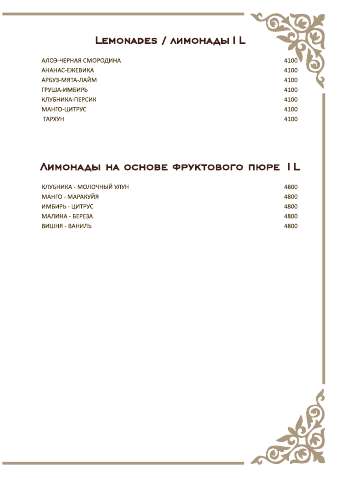 Lemonades / лимонады 1 L
АЛОЭ-ЧЕРНАЯ СМОРОДИНА 4100
АНАНАС-ЕЖЕВИКА 4100
АРБУЗ-МЯТА-ЛАЙМ 4100
ГРУША-ИМБИРЬ 4100
КЛУБНИКА-ПЕРСИК 4100
МАНГО-ЦИТРУС 4100
ТАРХУН 4100
Лимонады на основе фруктового пюре 1 L
КЛУБНИКА - МОЛОЧНЫЙ УЛУН 4800
МАНГО - МАРАКУЙЯ 4800
ИМБИРЬ - ЦИТРУС 4800
МАЛИНА - БЕРЕЗА 4800
ВИШНЯ - ВАНИЛЬ 4800